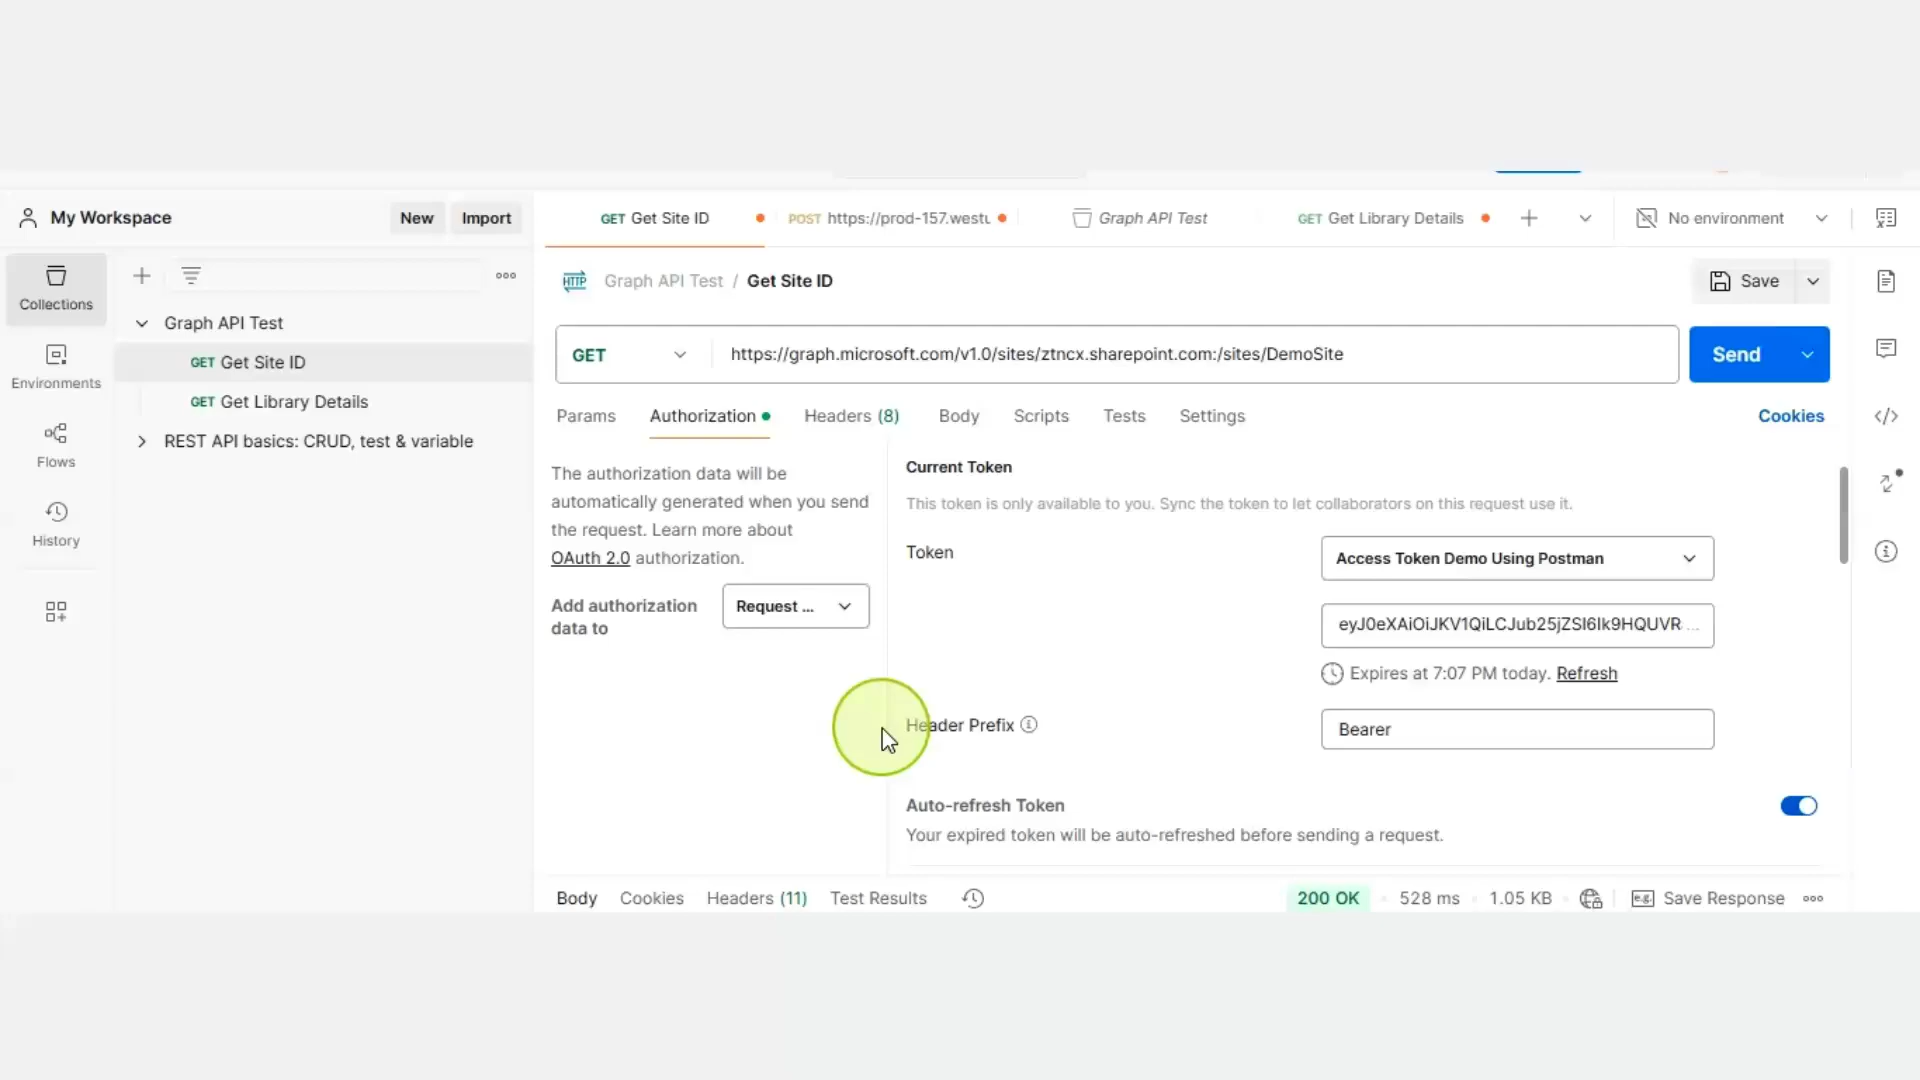 My Workspace
New
Import
GET Get Site ID
POST https://prod-157.westu
Graph API Test
GET Get Library Details
No environment
Collections
Environments
Flows
History
Graph API Test
GET Get Site ID
GET Get Library Details
REST API basics: CRUD, test & variable
HTTP
Graph API Test / Get Site ID
Save
GET
https://graph.microsoft.com/v1.0/sites/ztncx.sharepoint.com:/sites/DemoSite
Send
Params
Authorization
Headers (8)
Body
Scripts
Tests
Settings
Cookies
The authorization data will be
automatically generated when you send
the request. Learn more about
OAuth 2.0 authorization.
Add authorization
data to
Request ...
Current Token
This token is only available to you. Sync the token to let collaborators on this request use it.
Token
Access Token Demo Using Postman
eyJ0eXAiOiJKV1QiLCJub25jZSI6Ik9HQUVR ...
Expires at 7:07 PM today. Refresh
Header Prefix
Bearer
Auto-refresh Token
Your expired token will be auto-refreshed before sending a request.
Body
Cookies
Headers (11)
Test Results
200 OK
528 ms
1.05 KB
e.g.
Save Response